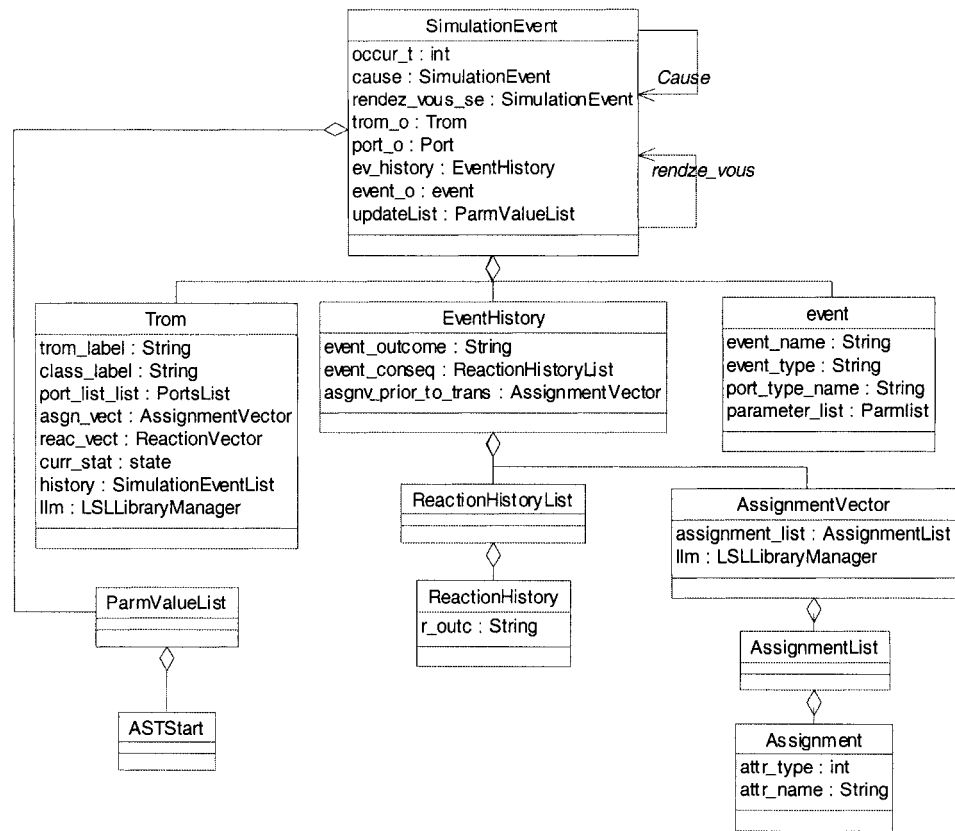 SimulationEvent
occur_t : int
cause : SimulationEvent
rendez_vous_se : SimulationEvent
trom_o : Trom
port_o : Port
ev_history : EventHistory
event_o : event
updateList : ParmValueList
Cause
rendze_vous
Trom
trom_label : String
class_label : String
port_list_list : PortsList
asgn_vect : AssignmentVector
reac_vect : ReactionVector
curr_stat : state
history : SimulationEventList
llm : LSLLibraryManager
EventHistory
event_outcome : String
event_conseq : ReactionHistoryList
asgnv_prior_to_trans : AssignmentVector
event
event_name : String
event_type : String
port_type_name : String
parameter_list : Parmlist
ReactionHistoryList
AssignmentVector
assignment_list : AssignmentList
llm : LSLLibraryManager
ParmValueList
ReactionHistory
r_outc : String
AssignmentList
ASTStart
Assignment
attr_type : int
attr_name : String